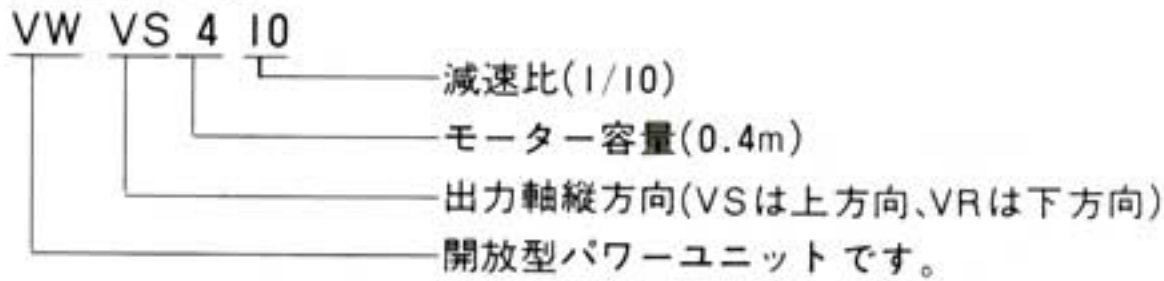 VW VS 4 10
減速比(1/10)
モーター容量(0.4m)
出力軸縦方向(VSは上方向、VRは下方向)
開放型パワーユニットです。